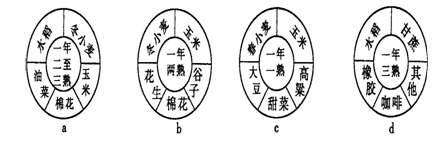 水稻
冬小麦
玉米
棉花
油菜
一年
二至
三熟
a
冬小麦
玉米
谷子
棉花
花生
一年
两熟
b
春小麦
玉米
高粱
甜菜
大豆
一年
一熟
c
水稻
甘蔗
其他
咖啡
橡胶
一年
三熟
d